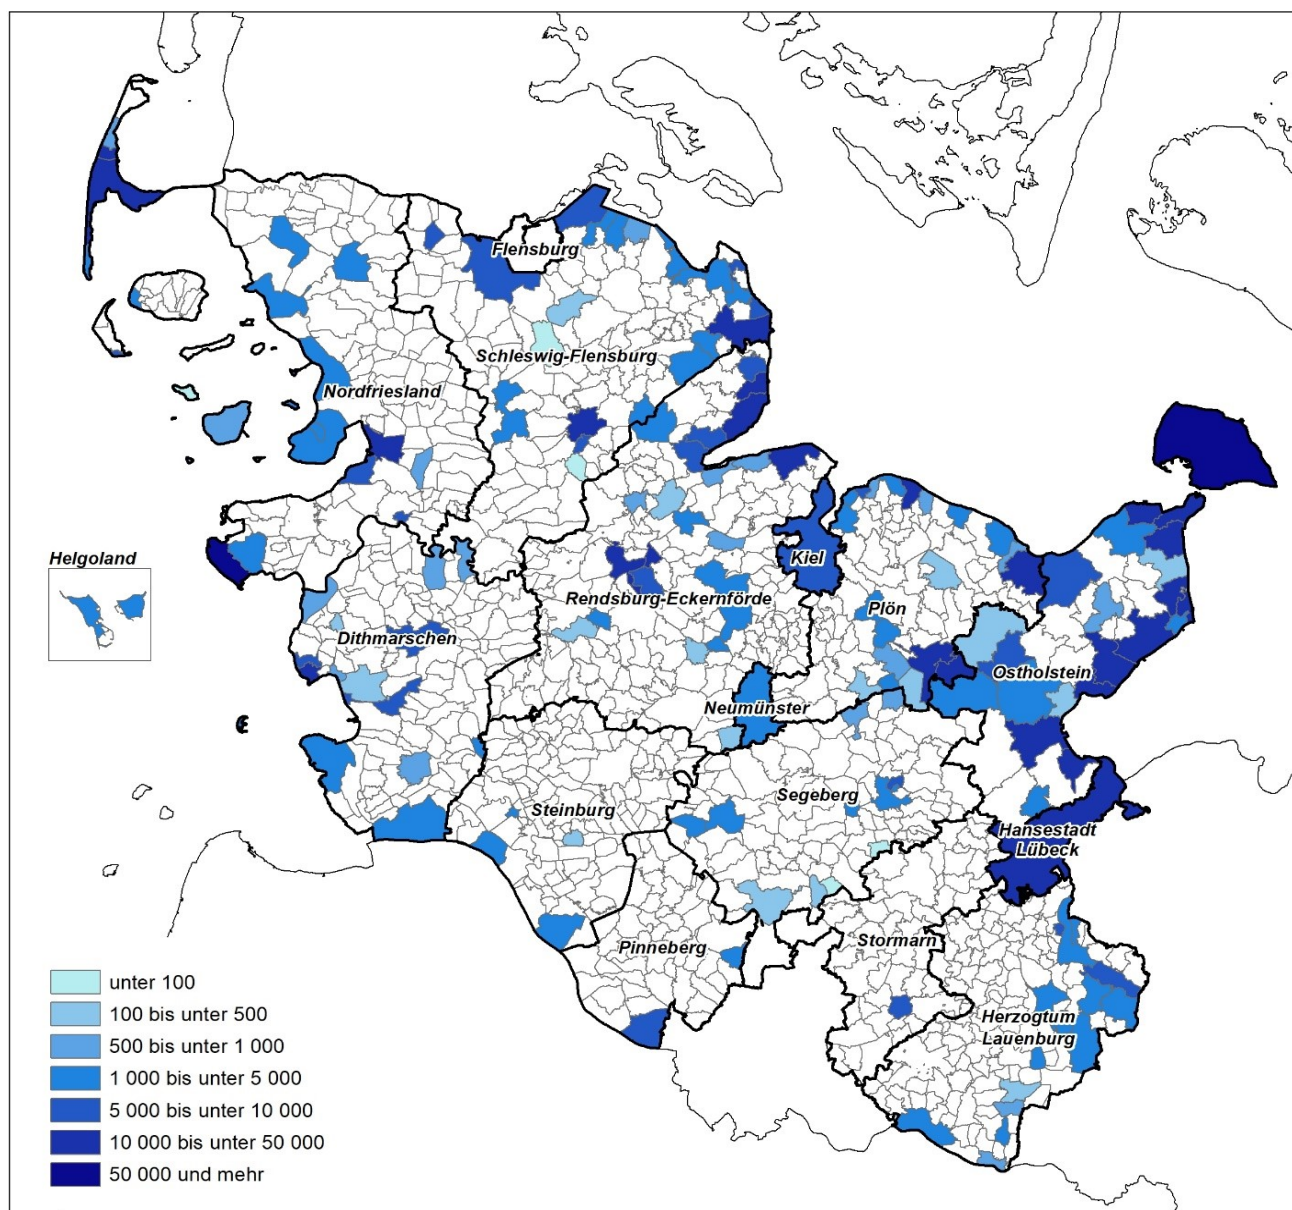 Flensburg
Schleswig-Flensburg
Nordfriesland
Helgoland
Kiel
Rendsburg-Eckernförde
Plön
Dithmarschen
Ostholstein
Neumünster
Segeberg
Steinburg
Hansestadt
Lübeck
Pinneberg
Stormarn
Herzogtum
Lauenburg
unter 100
100 bis unter 500
500 bis unter 1 000
1 000 bis unter 5 000
5 000 bis unter 10 000
10 000 bis unter 50 000
50 000 und mehr